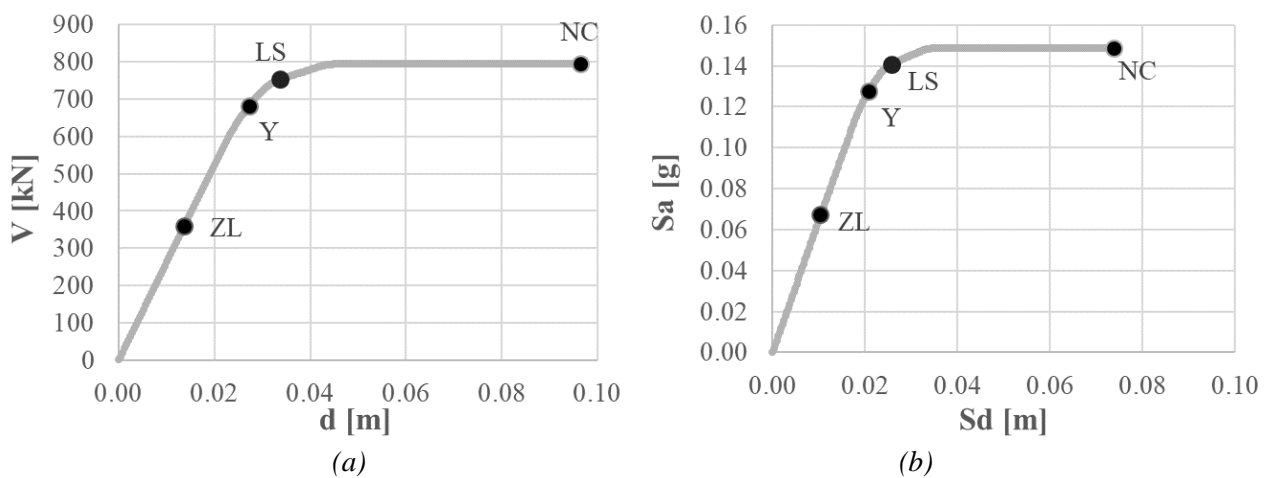 900
800
700
600
500
400
300
200
100
0
V [kN]
LS
NC
Y
ZL
0.00 0.02 0.04 0.06 0.08 0.10
d [m]
(a)
0.16
0.14
0.12
0.10
0.08
0.06
0.04
0.02
0.00
Sa [g]
NC
LS
Y
ZL
0.00 0.02 0.04 0.06 0.08 0.10
Sd [m]
(b)